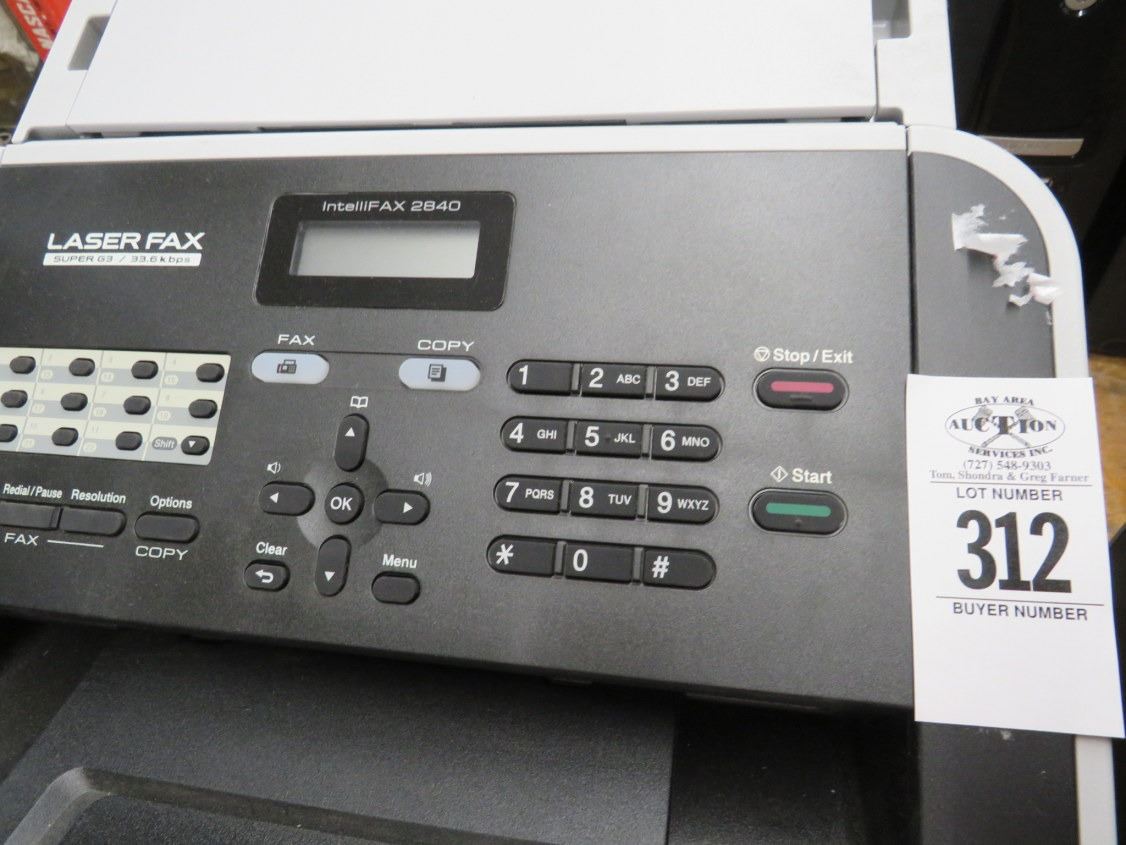 IntelliFAX 2840
LASER FAX
SUPER G3 / 33.6 kbps
FAX
COPY
1
2 ABC
3 DEF
4 GHI
5 JKL
6 MNO
7 PQRS
8 TUV
9 WXYZ
* 0 #
Stop/Exit
Start
Shift
Redial/Pause
Resolution
Options
FAX
COPY
OK
Clear
Menu
BAY AREA
AUCTION
SERVICES INC.
(727) 548-9303
Tom, Shondra & Greg Farner
LOT NUMBER
312
BUYER NUMBER